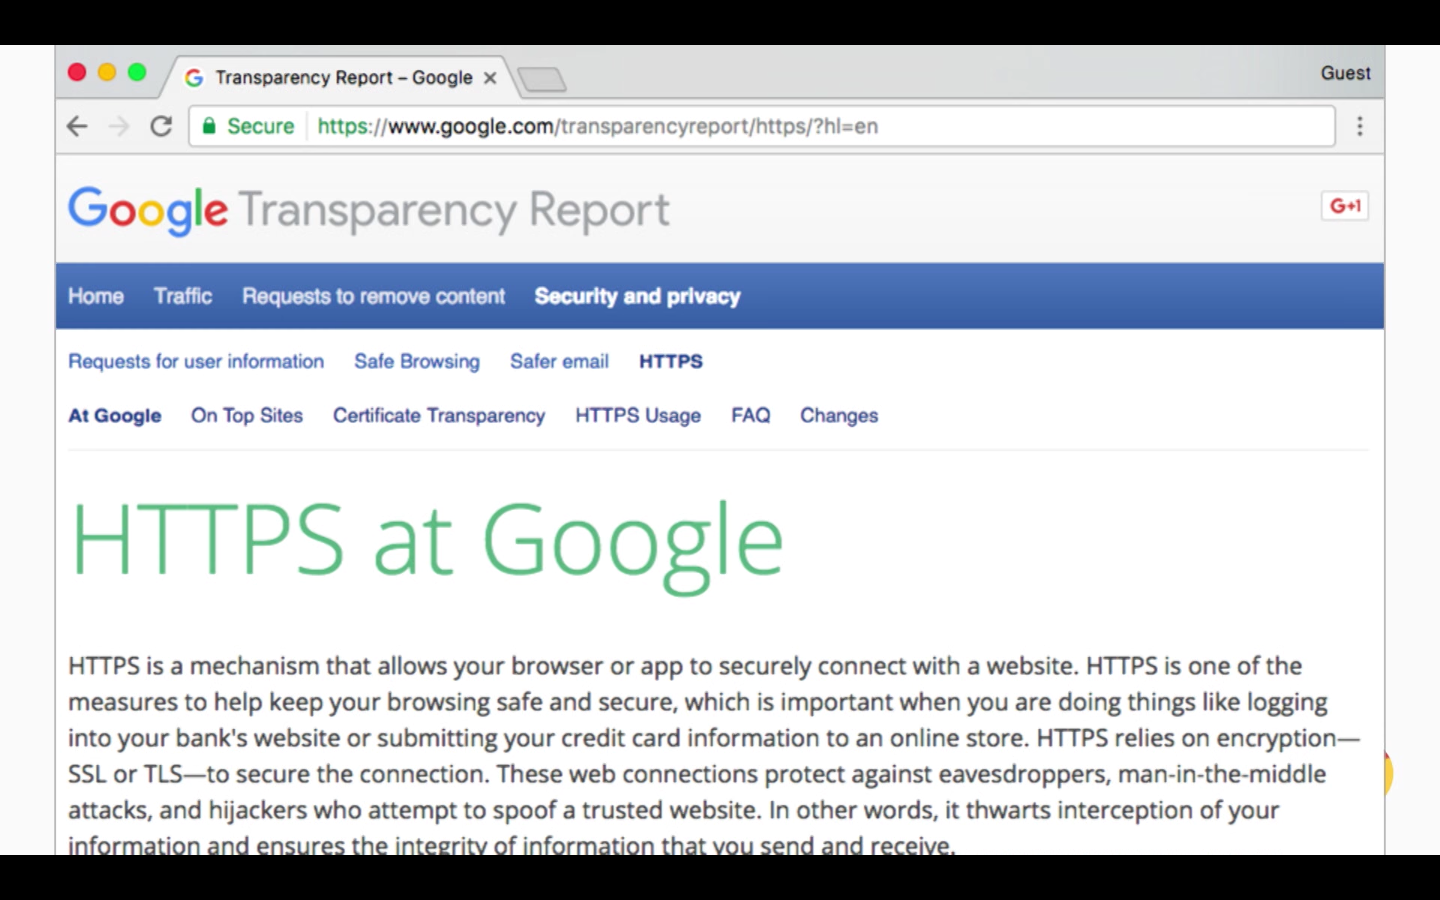 Transparency Report – Google
Guest
Secure https://www.google.com/transparencyreport/https/?hl=en
Google Transparency Report
G+1
Home Traffic Requests to remove content Security and privacy
Requests for user information Safe Browsing Safer email HTTPS
At Google On Top Sites Certificate Transparency HTTPS Usage FAQ Changes
HTTPS at Google
HTTPS is a mechanism that allows your browser or app to securely connect with a website. HTTPS is one of the
measures to help keep your browsing safe and secure, which is important when you are doing things like logging
into your bank's website or submitting your credit card information to an online store. HTTPS relies on encryption—
SSL or TLS—to secure the connection. These web connections protect against eavesdroppers, man-in-the-middle
attacks, and hijackers who attempt to spoof a trusted website. In other words, it thwarts interception of your
information and ensures the integrity of information that you send and receive.